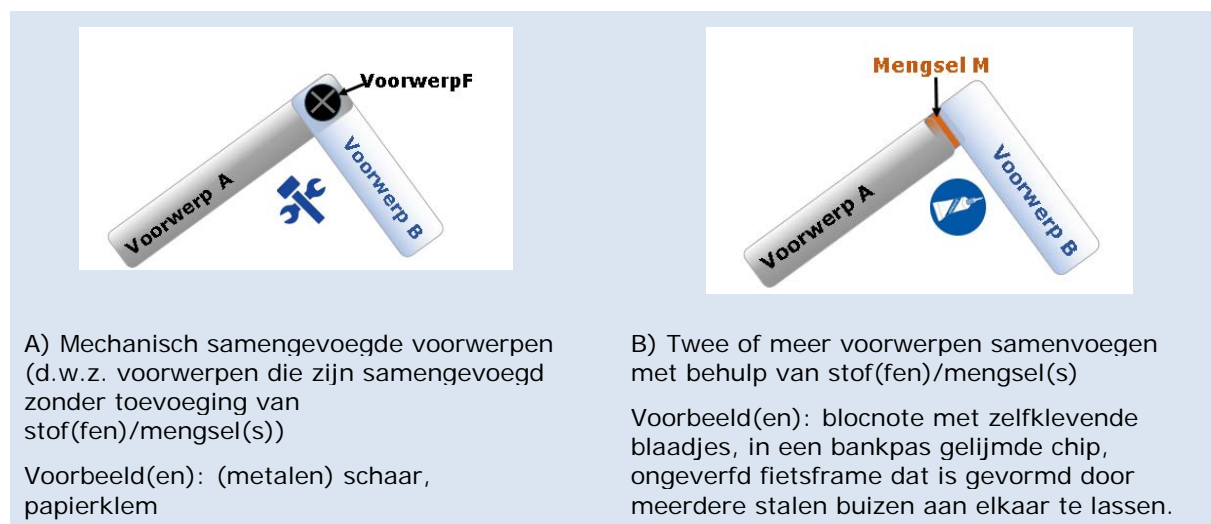 VoorwerpF
Voorwerp A
Voorwerp B
A) Mechanisch samengevoegde voorwerpen
(d.w.z. voorwerpen die zijn samengevoegd
zonder toevoeging van
stof(fen)/mengsel(s))
Voorbeeld(en): (metalen) schaar,
papierklem
Mengsel M
Voorwerp A
Voorwerp B
B) Twee of meer voorwerpen samenvoegen
met behulp van stof(fen)/mengsel(s)
Voorbeeld(en): blocnote met zelfklevende
blaadjes, in een bankpas gelijmde chip,
ongeverfd fietsframe dat is gevormd door
meerdere stalen buizen aan elkaar te lassen.